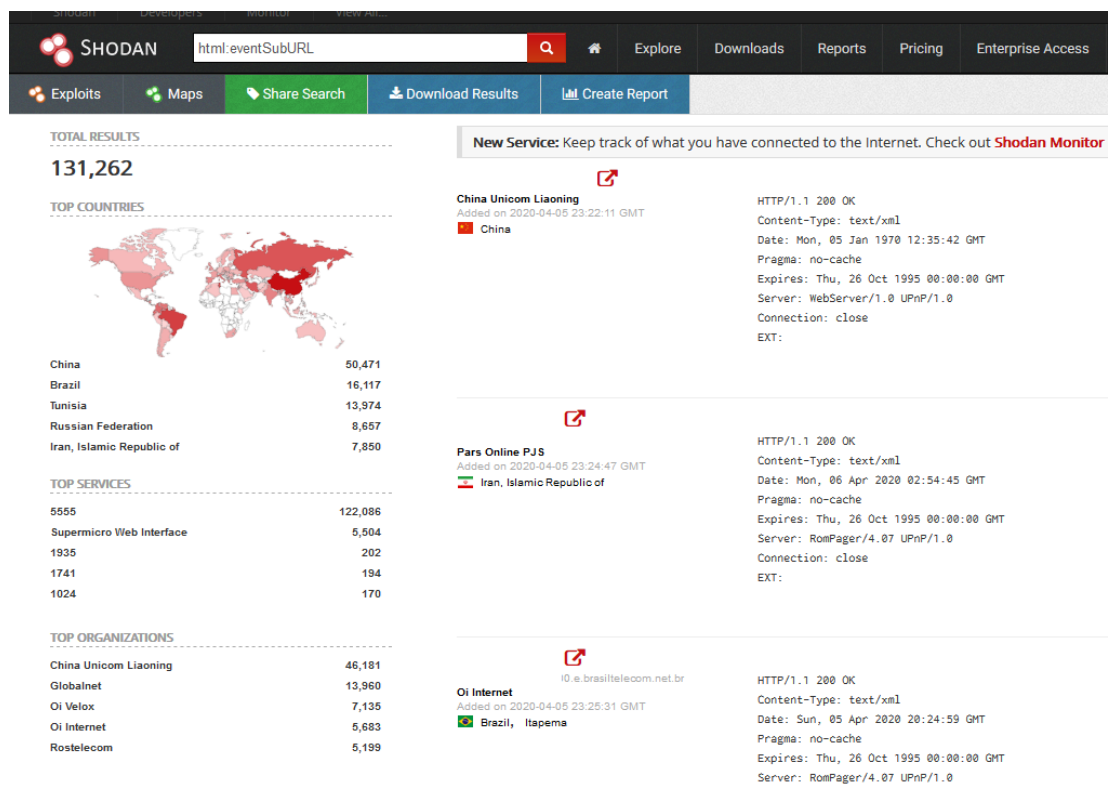 Shodan Developers Monitor View All...
SHODAN html:eventSubURL Explore Downloads Reports Pricing Enterprise Access
Exploits Maps Share Search Download Results Create Report
TOTAL RESULTS
131,262
TOP COUNTRIES
China 50,471
Brazil 16,117
Tunisia 13,974
Russian Federation 8,657
Iran, Islamic Republic of 7,850
TOP SERVICES
5555 122,086
Supermicro Web Interface 5,504
1935 202
1741 194
1024 170
TOP ORGANIZATIONS
China Unicom Liaoning 46,181
Globalnet 13,960
Oi Velox 7,135
Oi Internet 5,683
Rostelecom 5,199
New Service: Keep track of what you have connected to the Internet. Check out Shodan Monitor
China Unicom Liaoning
Added on 2020-04-05 23:22:11 GMT
China
HTTP/1.1 200 OK
Content-Type: text/xml
Date: Mon, 05 Jan 1970 12:35:42 GMT
Pragma: no-cache
Expires: Thu, 26 Oct 1995 00:00:00 GMT
Server: WebServer/1.0 UPnP/1.0
Connection: close
EXT:
Pars Online PJS
Added on 2020-04-05 23:24:47 GMT
Iran, Islamic Republic of
HTTP/1.1 200 OK
Content-Type: text/xml
Date: Mon, 06 Apr 2020 02:54:45 GMT
Pragma: no-cache
Expires: Thu, 26 Oct 1995 00:00:00 GMT
Server: RomPager/4.07 UPnP/1.0
Connection: close
EXT:
0.e.brasiltelecom.net.br
Oi Internet
Added on 2020-04-05 23:25:31 GMT
Brazil, Itapema
HTTP/1.1 200 OK
Content-Type: text/xml
Date: Sun, 05 Apr 2020 20:24:59 GMT
Pragma: no-cache
Expires: Thu, 26 Oct 1995 00:00:00 GMT
Server: RomPager/4.07 UPnP/1.0